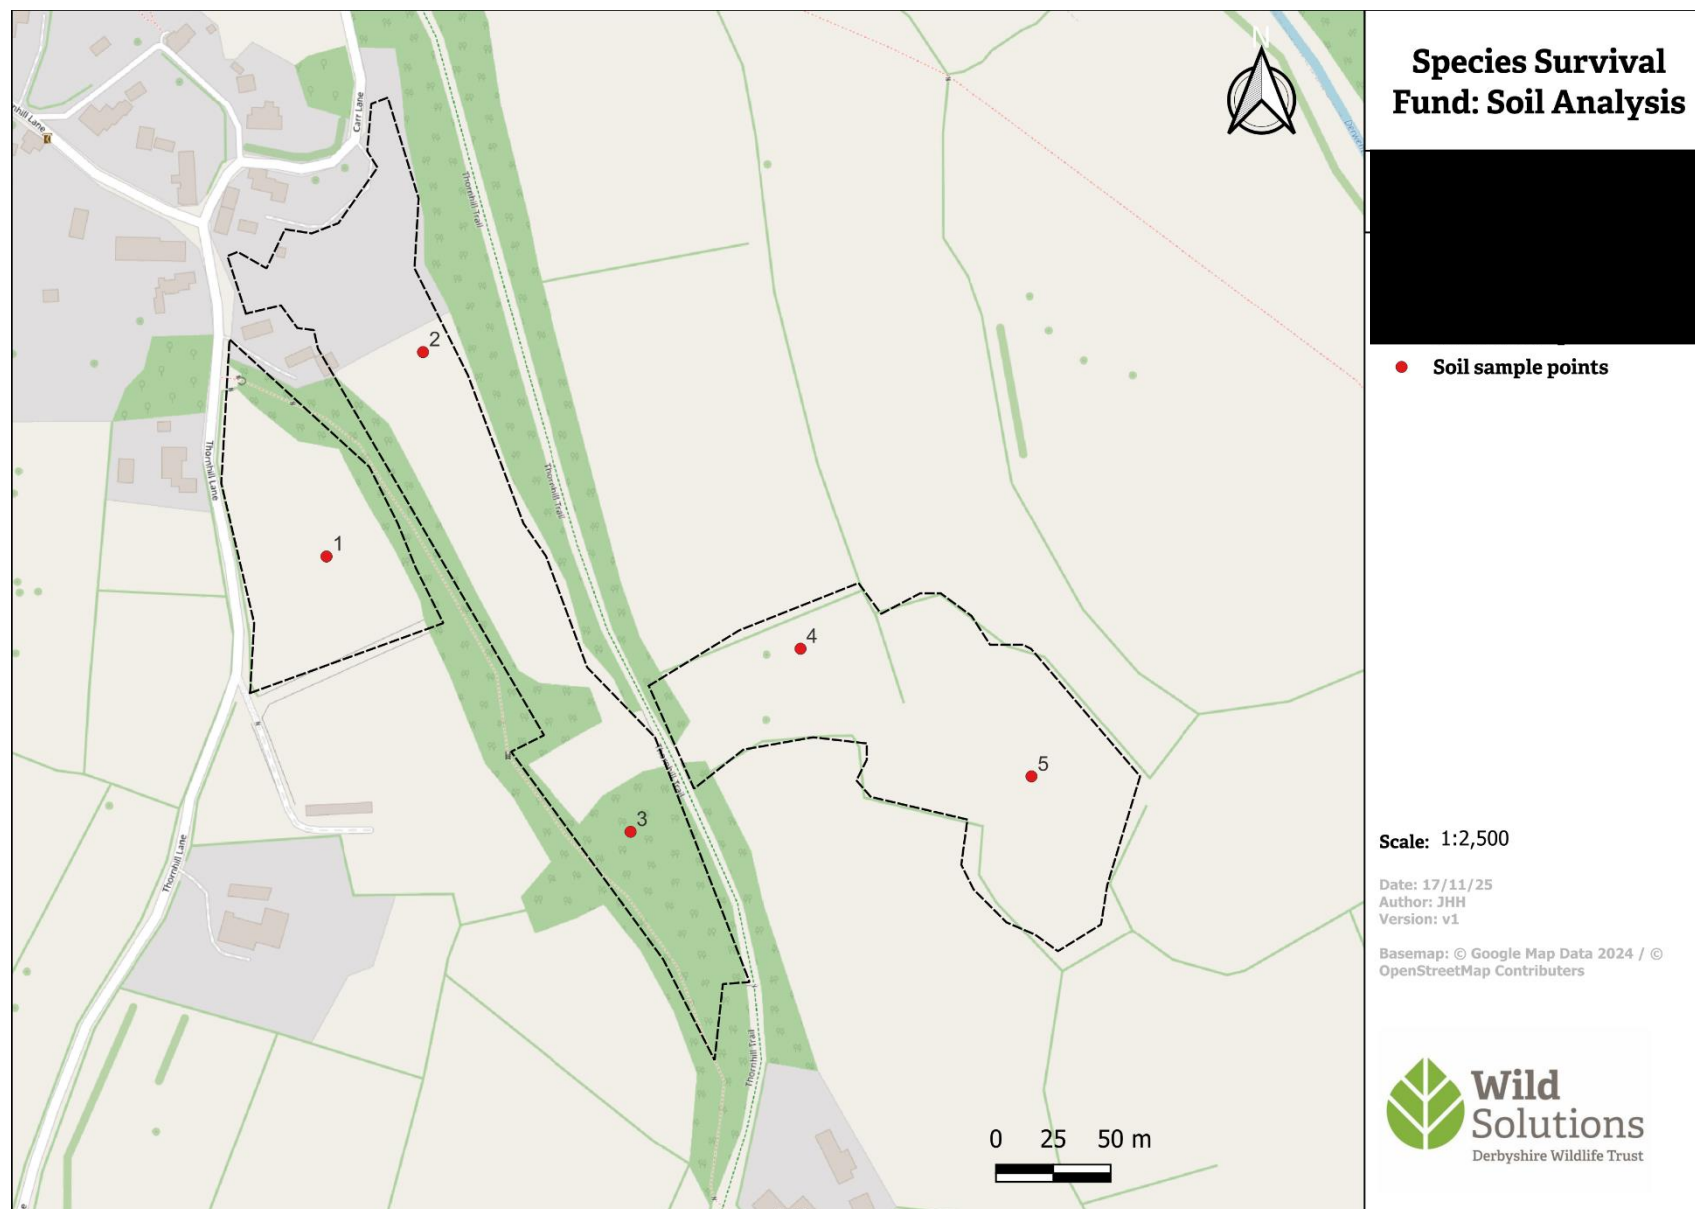 Species Survival
Fund: Soil Analysis
Soil sample points
Scale: 1:2,500
Date: 17/11/25
Author: JHH
Version: v1
Basemap: © Google Map Data 2024 / ©
OpenStreetMap Contributers
Wild
Solutions
Derbyshire Wildlife Trust
N
Carr Lane
Thornhill Trail
Thornhill Lane
Thornhill Trail
Thornhill Lane
Thornhill Trail
1
2
3
4
5
0 25 50 m